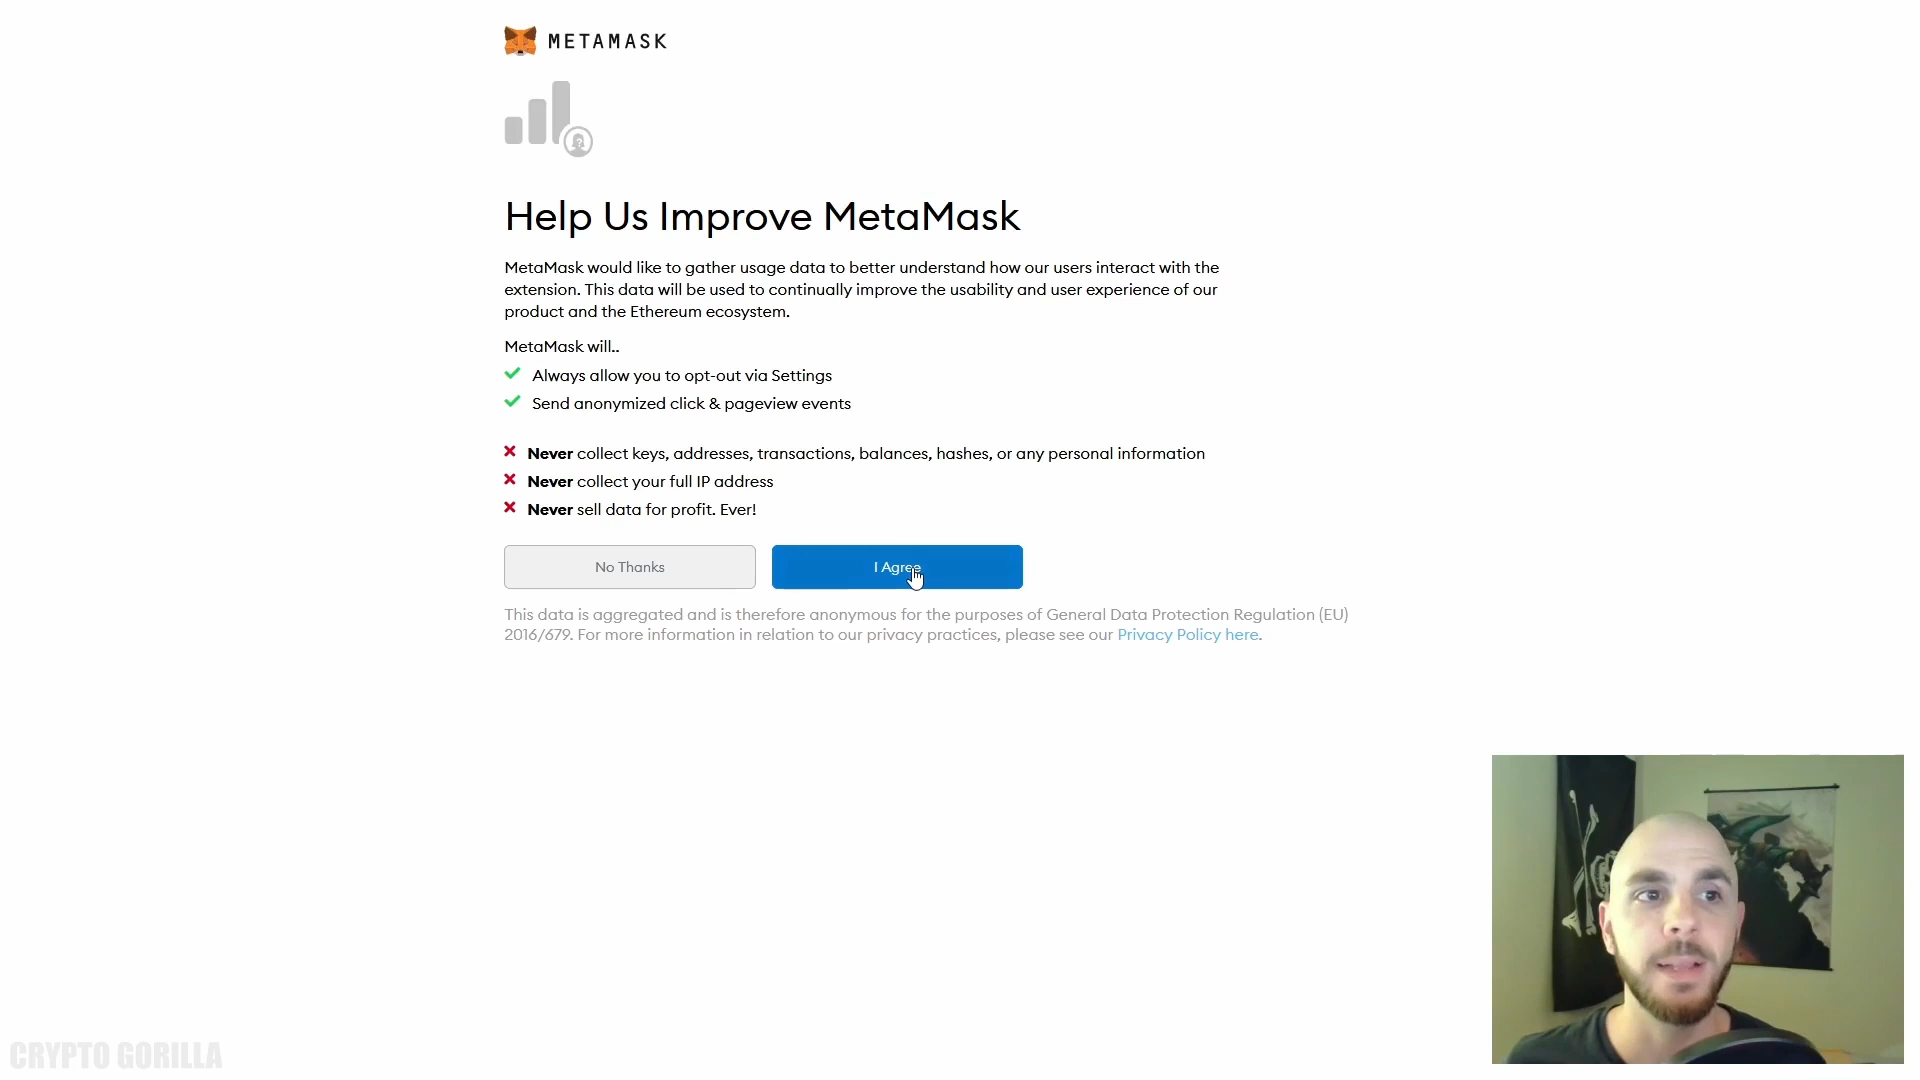 METAMASK
Help Us Improve MetaMask
MetaMask would like to gather usage data to better understand how our users interact with the
extension. This data will be used to continually improve the usability and user experience of our
product and the Ethereum ecosystem.
MetaMask will..
Always allow you to opt-out via Settings
Send anonymized click & pageview events
Never collect keys, addresses, transactions, balances, hashes, or any personal information
Never collect your full IP address
Never sell data for profit. Ever!
No Thanks
I Agree
This data is aggregated and is therefore anonymous for the purposes of General Data Protection Regulation (EU)
2016/679. For more information in relation to our privacy practices, please see our Privacy Policy here.
CRYPTO GORILLA